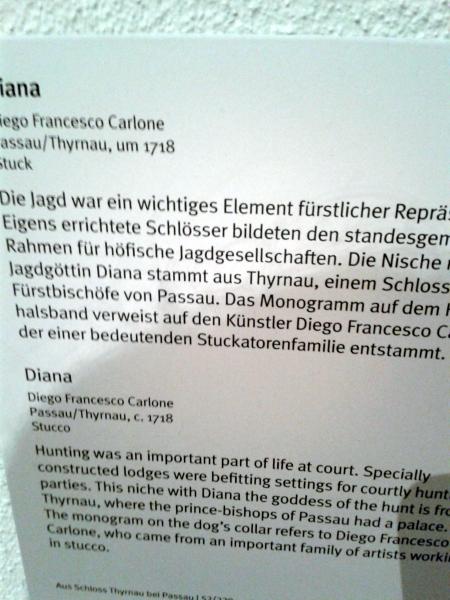 iana
iego Francesco Carlone
assau/Thyrnau, um 1718
Stuck
Die Jagd war ein wichtiges Element fürstlicher Reprä
Eigens errichtete Schlösser bildeten den standesgem
Rahmen für höfische Jagdgesellschaften. Die Nische
Jagdgöttin Diana stammt aus Thyrnau, einem Schloss
Fürstbischöfe von Passau. Das Monogramm auf dem
halsband verweist auf den Künstler Diego Francesco C
der einer bedeutenden Stuckatorenfamilie entstammt.
Diana
Diego Francesco Carlone
Passau/Thyrnau, c. 1718
Stucco
Hunting was an important part of life at court. Specially
constructed lodges were befitting settings for courtly hunt
parties. This niche with Diana the goddess of the hunt is fr
Thyrnau, where the prince-bishops of Passau had a palace.
The monogram on the dog's collar refers to Diego Francesco
Carlone, who came from an important family of artists worki
in stucco.
Aus Schloss Thyrnau bei Passau |